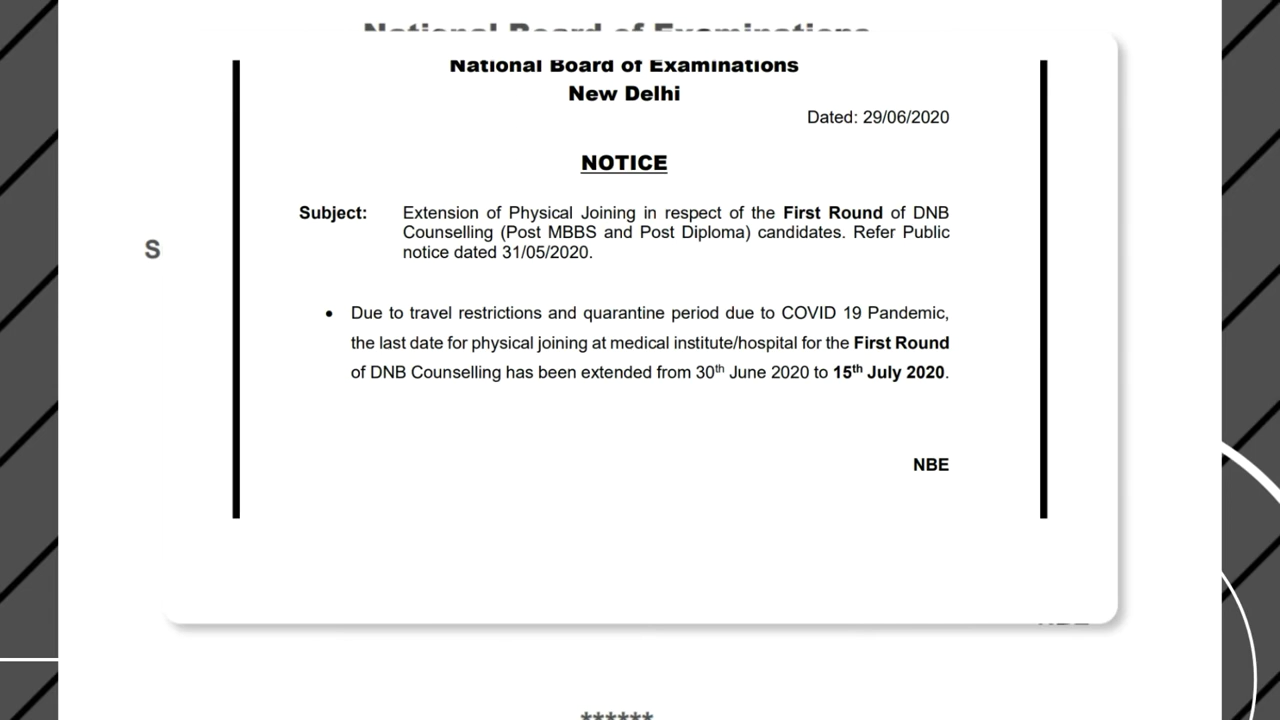 National Board of Examinations
National Board of Examinations
New Delhi
Dated: 29/06/2020
NOTICE
Subject: Extension of Physical Joining in respect of the First Round of DNB
Counselling (Post MBBS and Post Diploma) candidates. Refer Public
notice dated 31/05/2020.
S
• Due to travel restrictions and quarantine period due to COVID 19 Pandemic,
the last date for physical joining at medical institute/hospital for the First Round
of DNB Counselling has been extended from 30th June 2020 to 15th July 2020.
NBE
******